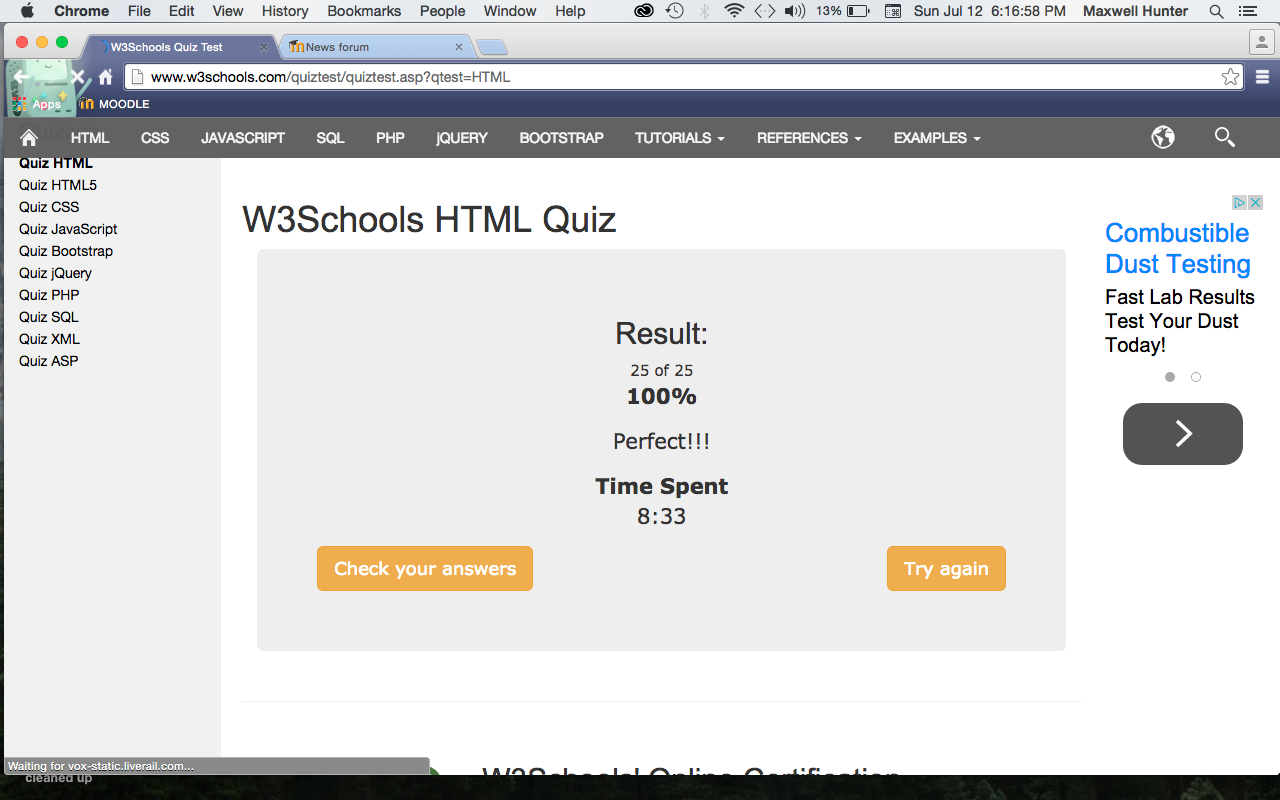 Chrome File Edit View History Bookmarks People Window Help 13% Sun Jul 12 6:16:58 PM Maxwell Hunter
W3Schools Quiz Test
News forum
www.w3schools.com/quiztest/quiztest.asp?qtest=HTML
Apps MOODLE
HTML CSS JAVASCRIPT SQL PHP jQUERY BOOTSTRAP TUTORIALS REFERENCES EXAMPLES
Quiz HTML
Quiz HTML5
Quiz CSS
Quiz JavaScript
Quiz Bootstrap
Quiz jQuery
Quiz PHP
Quiz SQL
Quiz XML
Quiz ASP
W3Schools HTML Quiz
Result:
25 of 25
100%
Perfect!!!
Time Spent
8:33
Check your answers
Try again
Combustible
Dust Testing
Fast Lab Results
Test Your Dust
Today!
W3Schools' Online Certification
Waiting for vox-static.liverail.com...
cleaned up